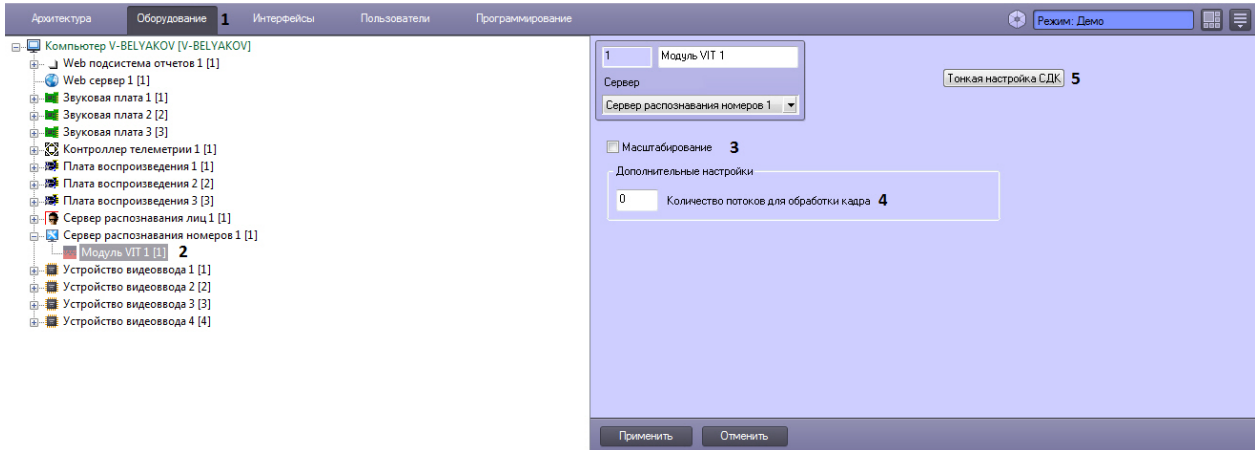 Архитектура Оборудование 1 Интерфейсы Пользователи Программирование Режим: Демо
Компьютер V-BELYAKOV [V-BELYAKOV]
Web подсистема отчетов 1 [1]
Web сервер 1 [1]
Звуковая плата 1 [1]
Звуковая плата 2 [2]
Звуковая плата 3 [3]
Контроллер телеметрии 1 [1]
Плата воспроизведения 1 [1]
Плата воспроизведения 2 [2]
Плата воспроизведения 3 [3]
Сервер распознавания лиц 1 [1]
Сервер распознавания номеров 1 [1]
Модуль VIT 1 [1] 2
Устройство видеоввода 1 [1]
Устройство видеоввода 2 [2]
Устройство видеоввода 3 [3]
Устройство видеоввода 4 [4]
1 Модуль VIT 1
Сервер
Сервер распознавания номеров 1
Тонкая настройка СДК 5
Масштабирование 3
Дополнительные настройки
0 Количество потоков для обработки кадра 4
Применить Отменить